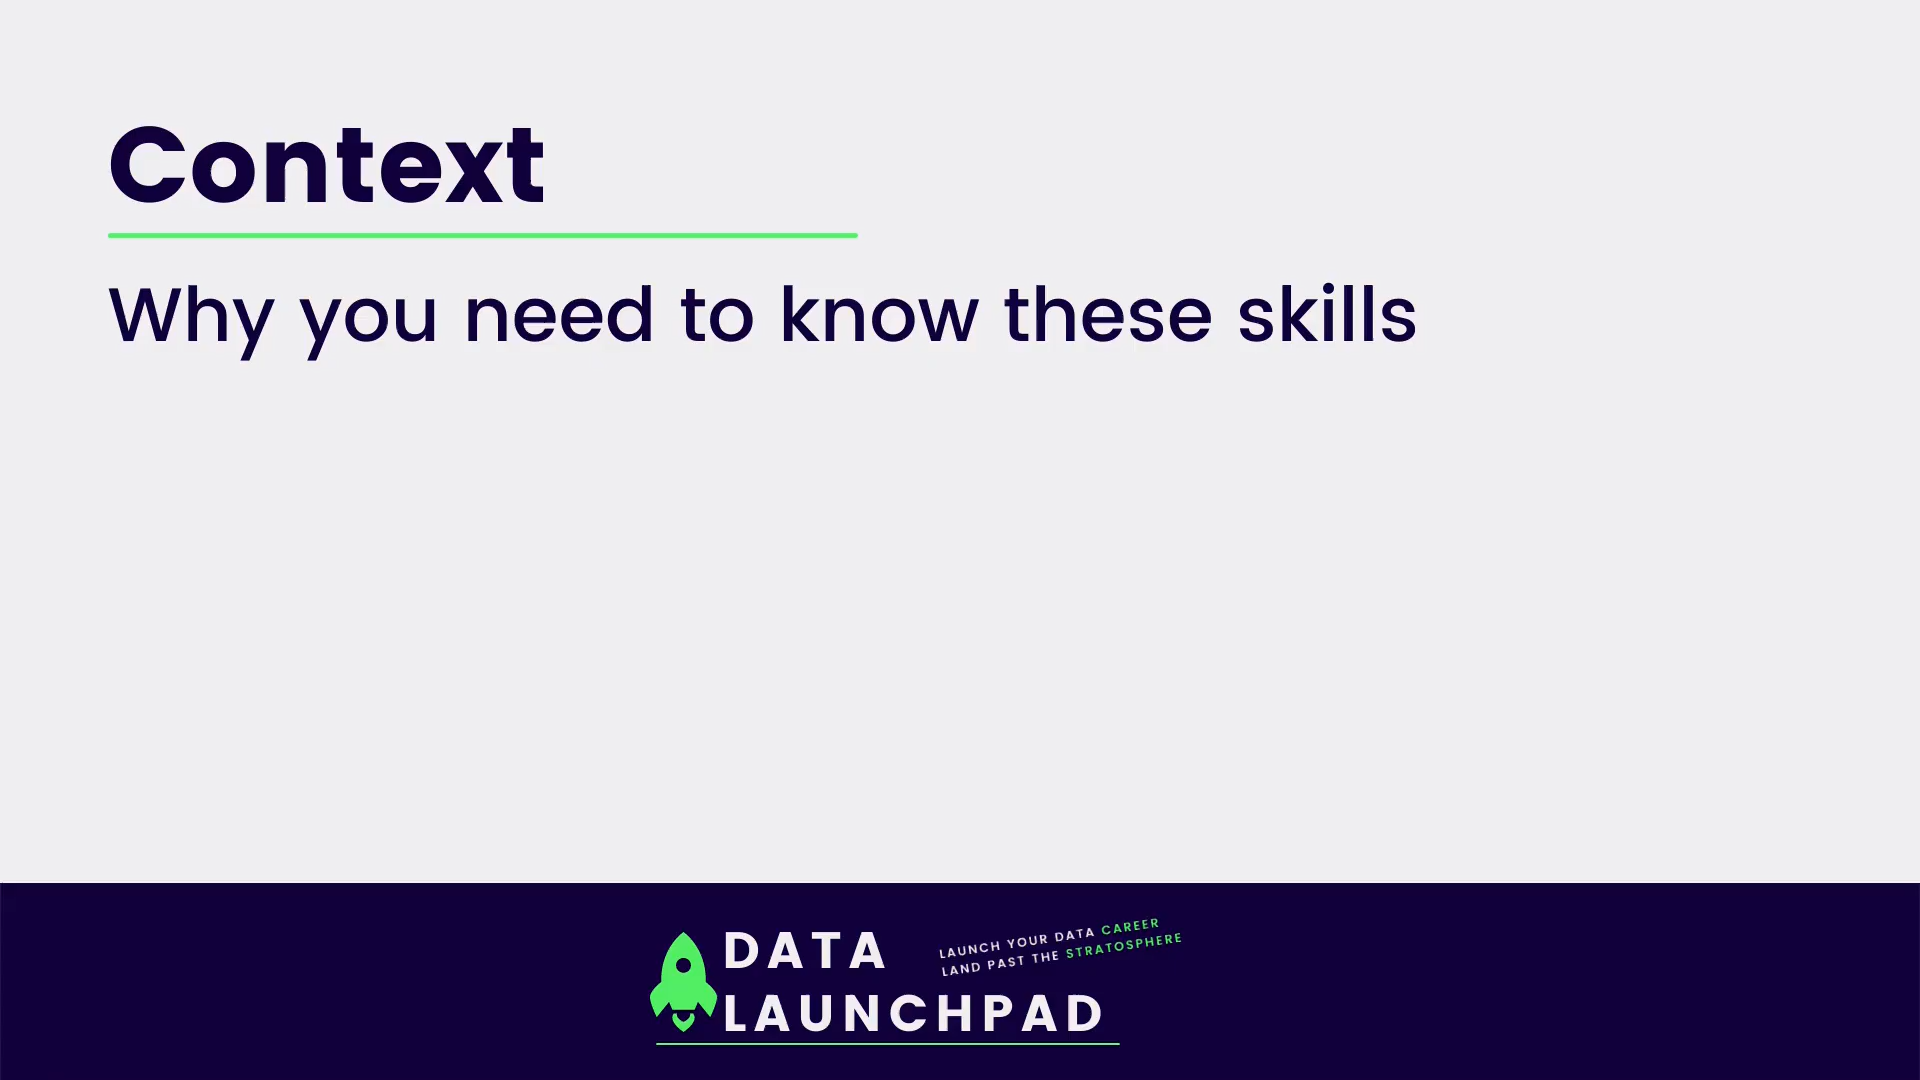 Context
Why you need to know these skills
DATA
LAUNCHPAD
LAUNCH YOUR DATA CAREER
LAND PAST THE STRATOSPHERE